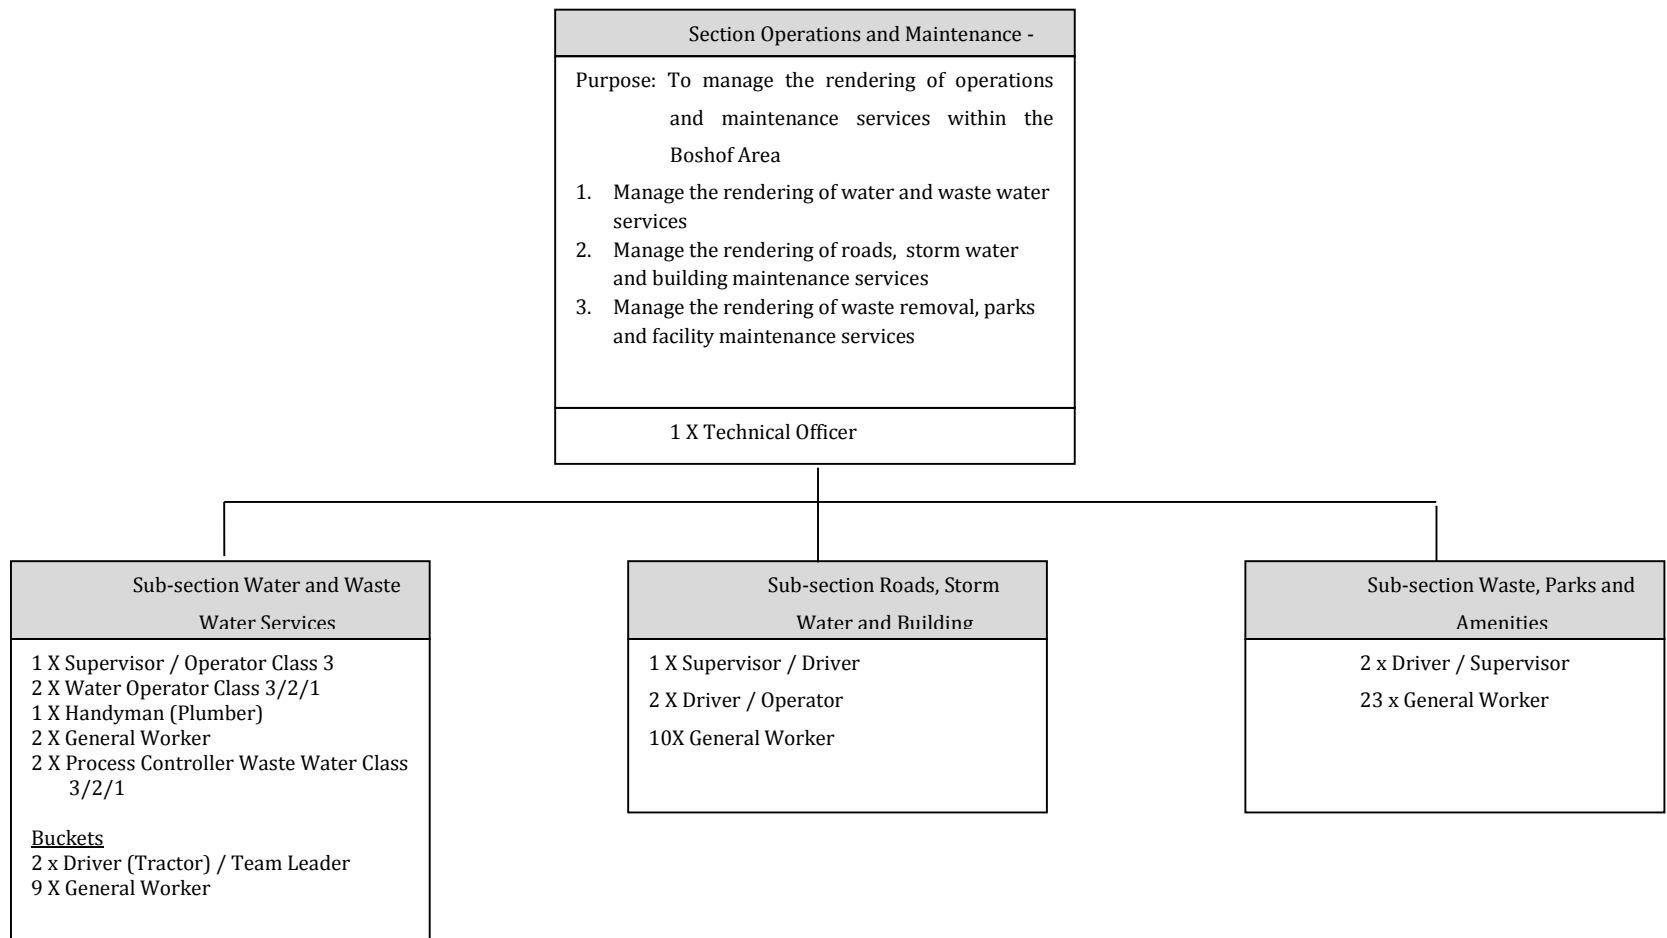 Section Operations and Maintenance -
Purpose: To manage the rendering of operations
and maintenance services within the
Boshof Area
1. Manage the rendering of water and waste water
services
2. Manage the rendering of roads, storm water
and building maintenance services
3. Manage the rendering of waste removal, parks
and facility maintenance services
1 X Technical Officer
Sub-section Water and Waste
Water Services
1 X Supervisor / Operator Class 3
2 X Water Operator Class 3/2/1
1 X Handyman (Plumber)
2 X General Worker
2 X Process Controller Waste Water Class
3/2/1
Buckets
2 x Driver (Tractor) / Team Leader
9 X General Worker
Sub-section Roads, Storm
Water and Building
1 X Supervisor / Driver
2 X Driver / Operator
10X General Worker
Sub-section Waste, Parks and
Amenities
2 x Driver / Supervisor
23 x General Worker